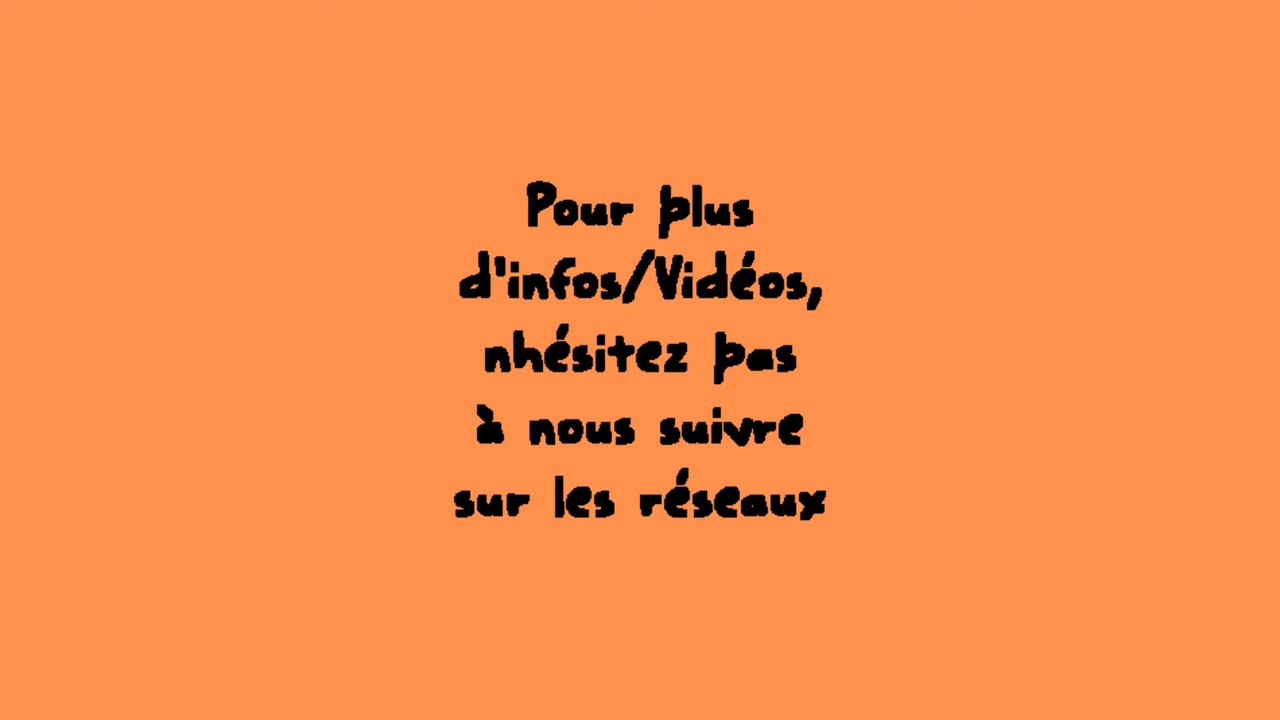 Pour plus
d'infos/Vidéos,
nhésitez pas
à nous suivre
sur les réseaux